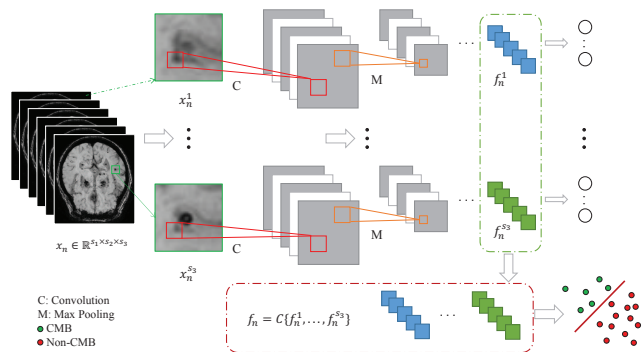 x_n^1
C
M
· · ·
f_n^1
x_n ∈ ℝ^{s_1×s_2×s_3}
x_n^{s_3}
C
M
· · ·
f_n^{s_3}
C: Convolution
M: Max Pooling
CMB
Non-CMB
f_n = C{f_n^1, . . . , f_n^{s_3}}
· · ·